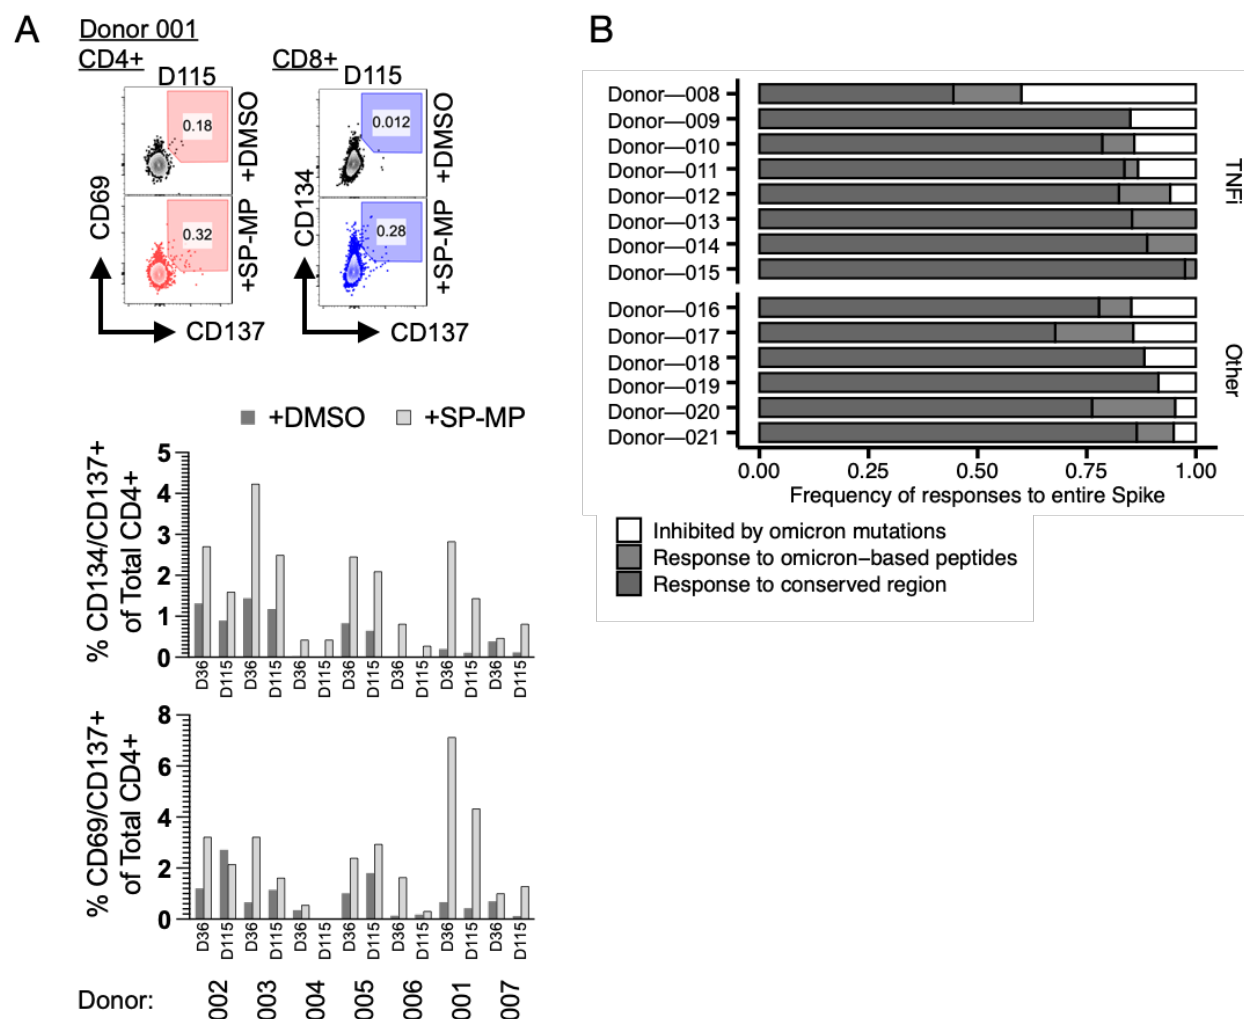 A
Donor 001
CD4+
D115
CD8+
D115
0.18
+DMSO
0.012
+DMSO
CD69
0.32
+SP-MP
CD134
0.28
+SP-MP
CD137
CD137
+DMSO
+SP-MP
% CD134/CD137+
of Total CD4+
5
4
3
2
1
0
D36
D115
D36
D115
D36
D115
D36
D115
D36
D115
D36
D115
D36
D115
% CD69/CD137+
of Total CD4+
8
6
4
2
0
D36
D115
D36
D115
D36
D115
D36
D115
D36
D115
D36
D115
D36
D115
Donor:
002
003
004
005
006
001
007
B
Donor—008
Donor—009
Donor—010
Donor—011
Donor—012
Donor—013
Donor—014
Donor—015
TNFi
Donor—016
Donor—017
Donor—018
Donor—019
Donor—020
Donor—021
Other
0.00
0.25
0.50
0.75
1.00
Frequency of responses to entire Spike
Inhibited by omicron mutations
Response to omicron−based peptides
Response to conserved region